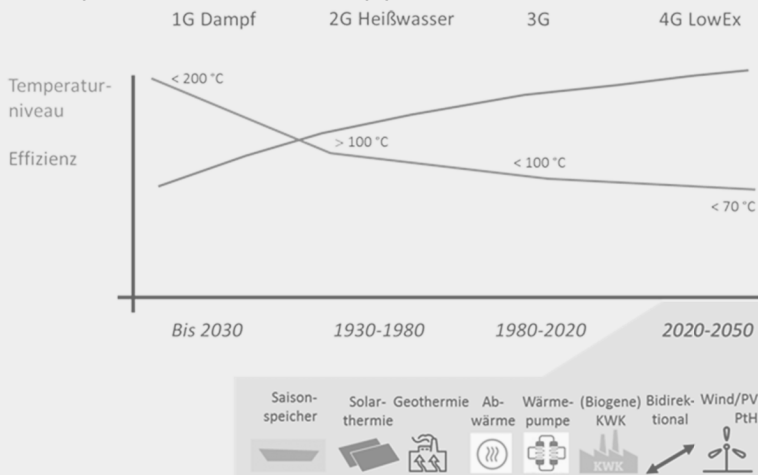 1G Dampf 2G Heißwasser 3G 4G LowEx
Temperatur-
niveau
Effizienz
< 200 °C
> 100 °C
< 100 °C
< 70 °C
Bis 2030 1930-1980 1980-2020 2020-2050
Saison-
speicher
Solar-
thermie
Geothermie
Ab-
wärme
Wärme-
pumpe
(Biogene)
KWK
Bidirek-
tional
Wind/PV
PtH
KWK